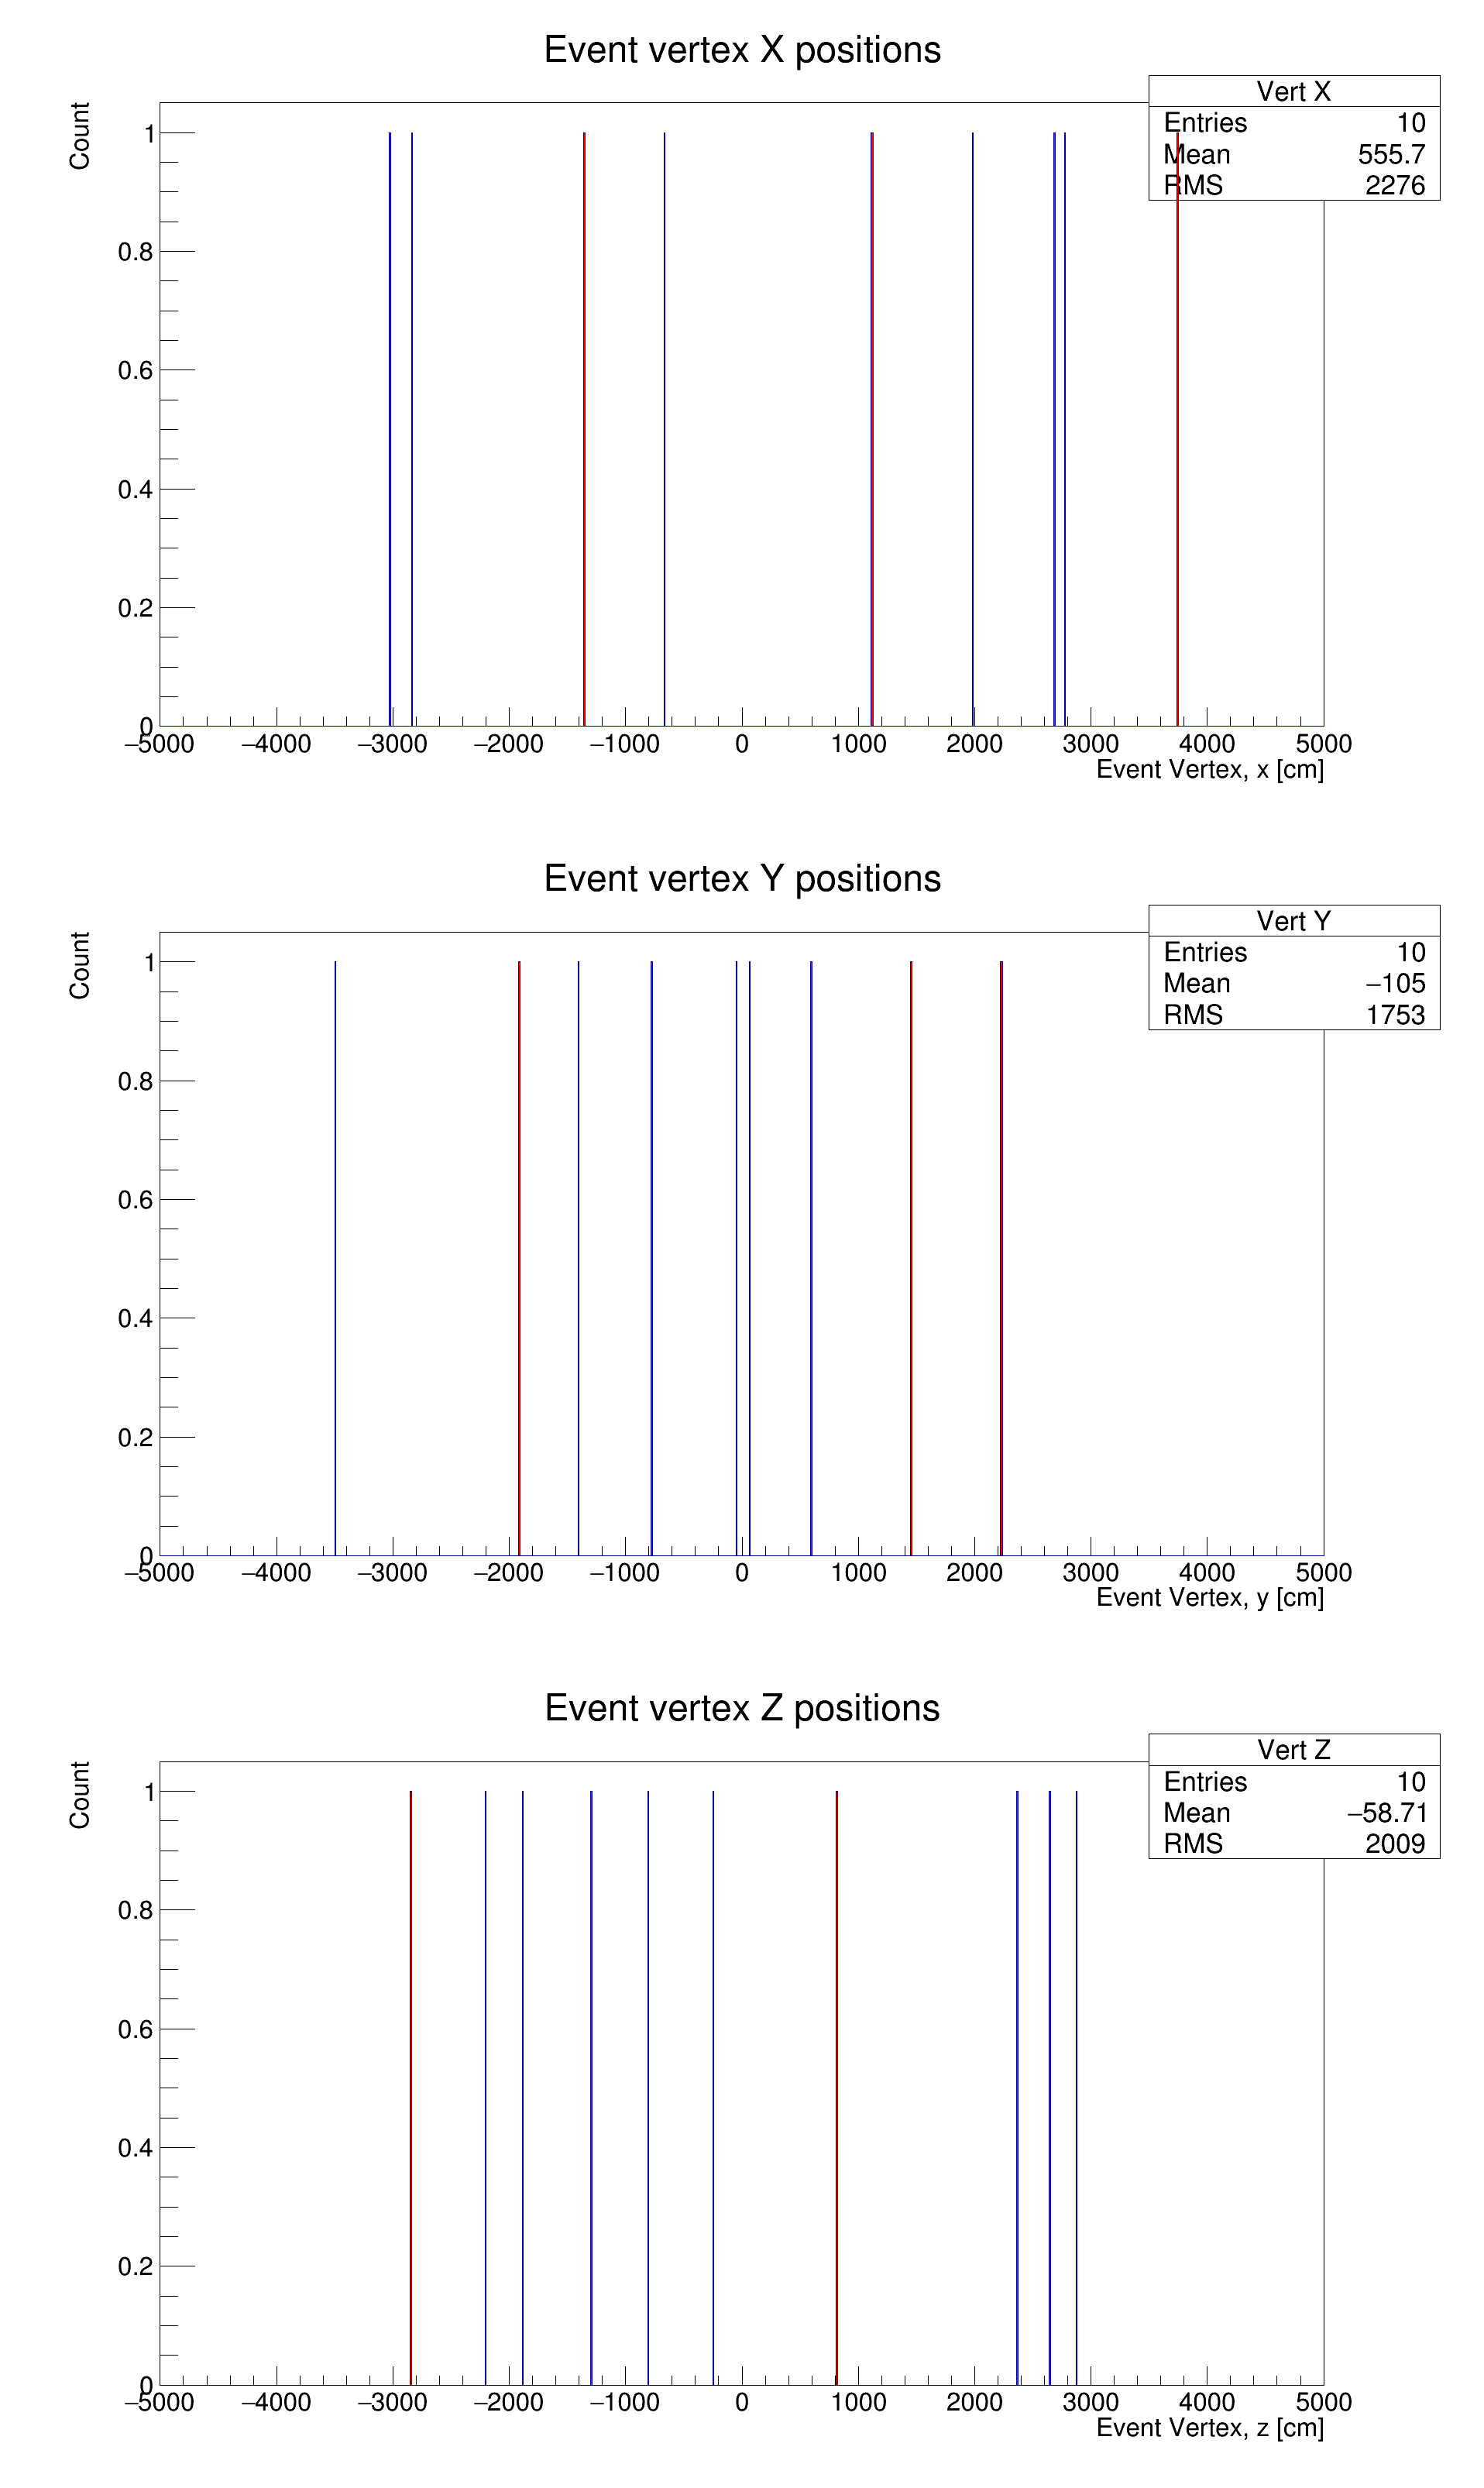 Event vertex X positions
Count
Vert X
Entries 10
Mean 555.7
RMS 2276
1
0.8
0.6
0.4
0.2
0
−5000 −4000 −3000 −2000 −1000 0 1000 2000 3000 4000 5000
Event Vertex, x [cm]
Event vertex Y positions
Count
Vert Y
Entries 10
Mean −105
RMS 1753
1
0.8
0.6
0.4
0.2
0
−5000 −4000 −3000 −2000 −1000 0 1000 2000 3000 4000 5000
Event Vertex, y [cm]
Event vertex Z positions
Count
Vert Z
Entries 10
Mean −58.71
RMS 2009
1
0.8
0.6
0.4
0.2
0
−5000 −4000 −3000 −2000 −1000 0 1000 2000 3000 4000 5000
Event Vertex, z [cm]